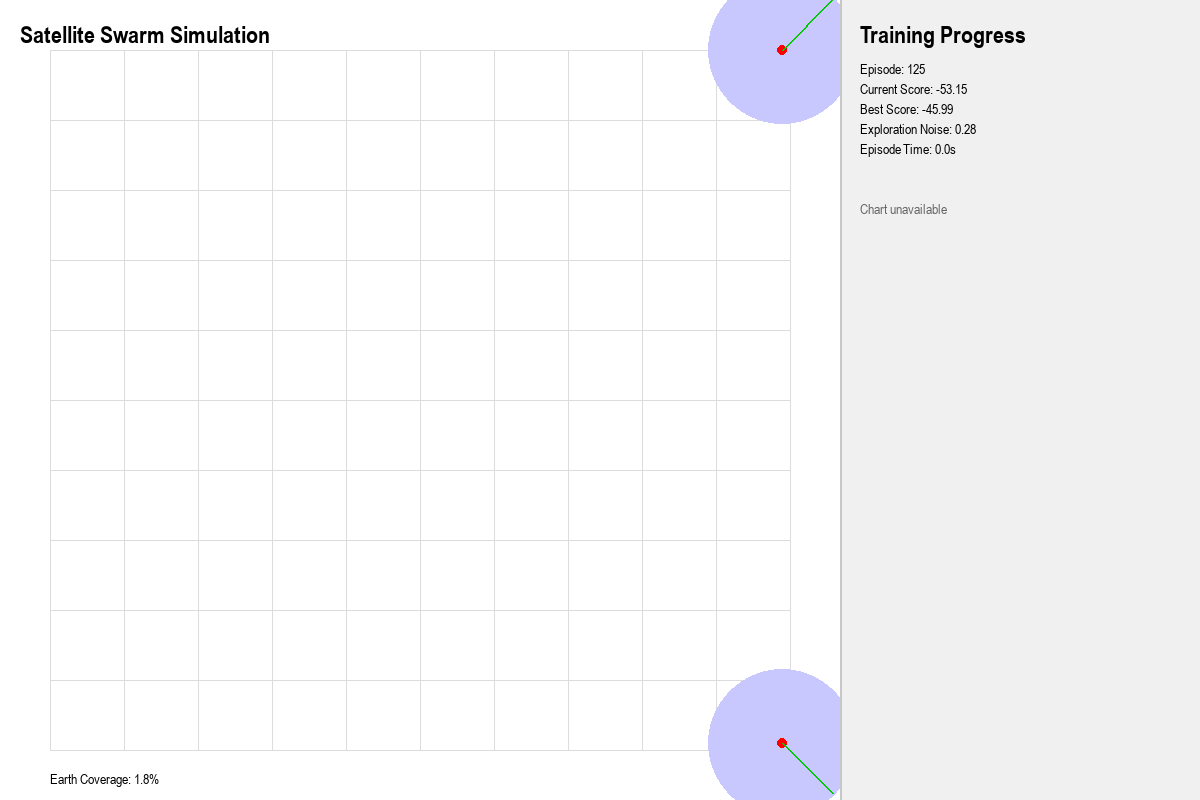 Satellite Swarm Simulation
Training Progress
Episode: 125
Current Score: -53.15
Best Score: -45.99
Exploration Noise: 0.28
Episode Time: 0.0s
Chart unavailable
Earth Coverage: 1.8%